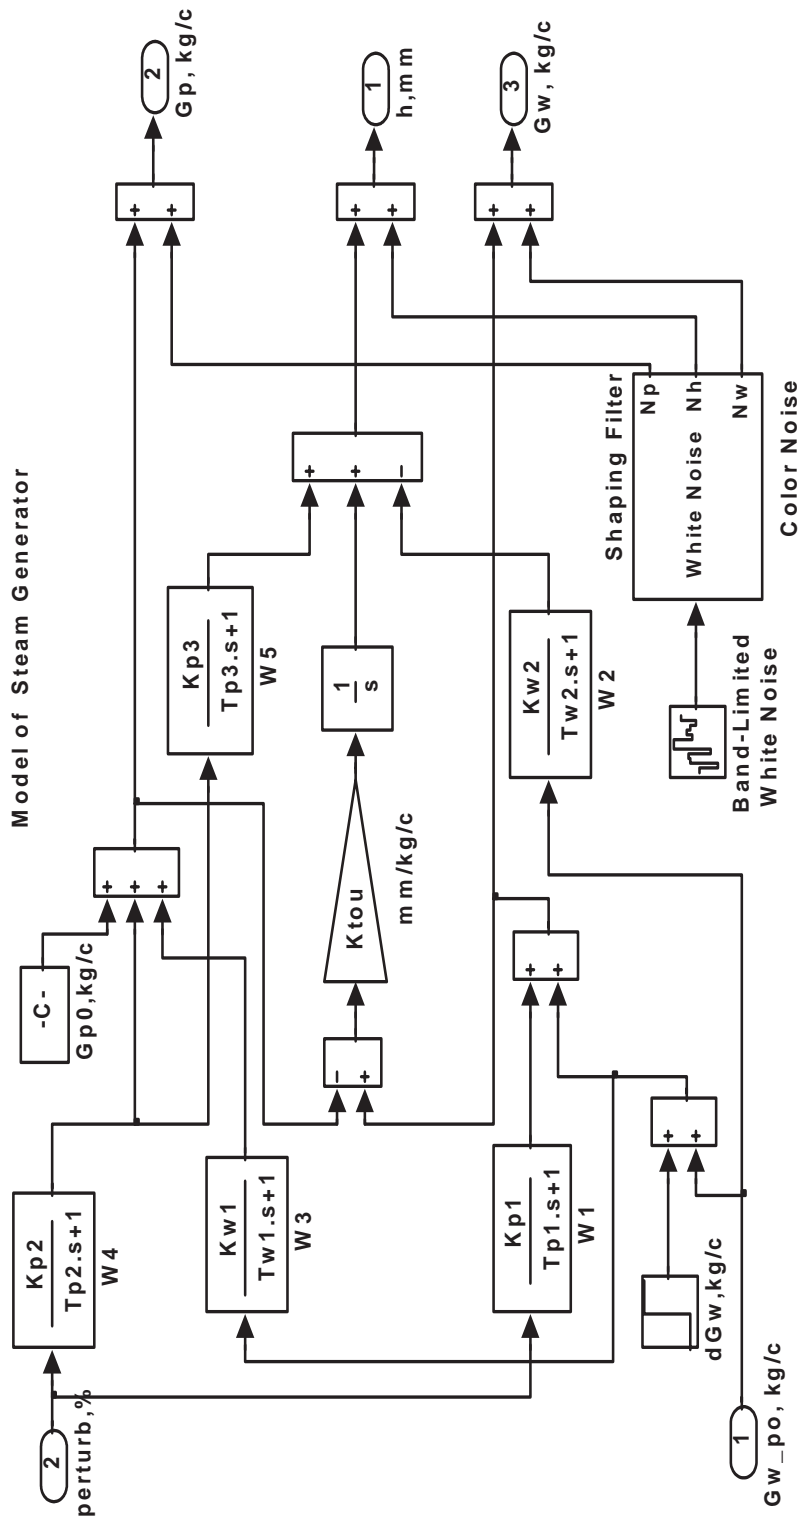 Model of Steam Generator
2
perturb,%
Kp2
Tp2.s+1
W4
-C-
Gp0,kg/c
+
+
+
+
+
2
Gp, kg/c
Kw1
Tw1.s+1
W3
Kp3
Tp3.s+1
W5
−
+
Ktou
mm/kg/c
1
s
+
+
−
+
+
1
h,mm
Kp1
Tp1.s+1
W1
+
+
Kw2
Tw2.s+1
W2
+
+
3
Gw, kg/c
dGw,kg/c
+
+
1
Gw_po, kg/c
Band-Limited
White Noise
Shaping Filter
White Noise
Np
Nh
Nw
Color Noise